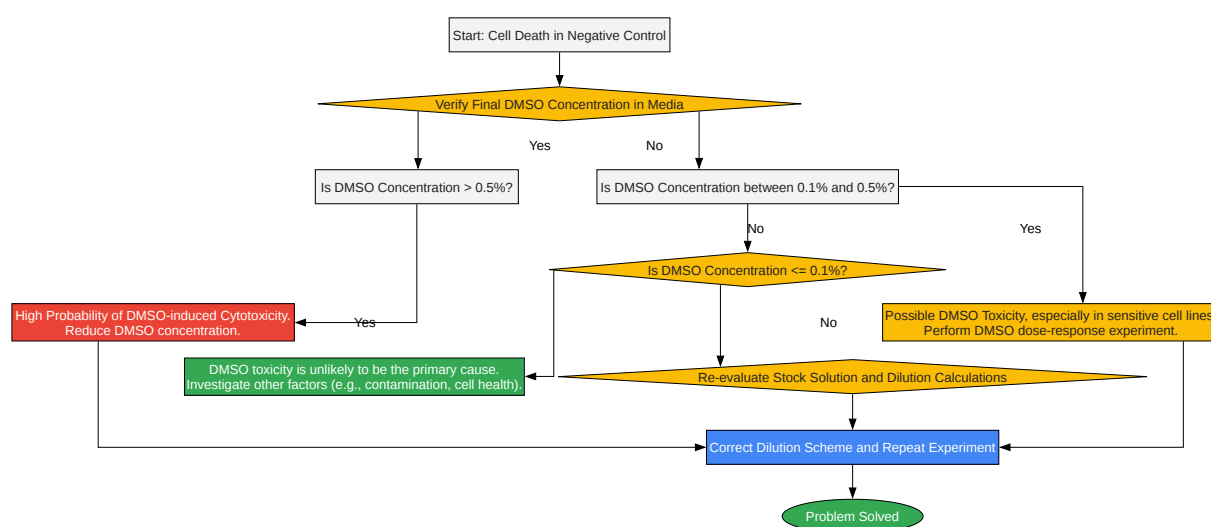 Start: Cell Death in Negative Control
Verify Final DMSO Concentration in Media
Yes
No
Is DMSO Concentration > 0.5%?
Is DMSO Concentration between 0.1% and 0.5%?
No
Yes
Is DMSO Concentration <= 0.1%?
High Probability of DMSO-induced Cytotoxicity.
Reduce DMSO concentration.
Yes
No
Possible DMSO Toxicity, especially in sensitive cell lines
Perform DMSO dose-response experiment.
DMSO toxicity is unlikely to be the primary cause.
Investigate other factors (e.g., contamination, cell health).
Re-evaluate Stock Solution and Dilution Calculations
Correct Dilution Scheme and Repeat Experiment
Problem Solved